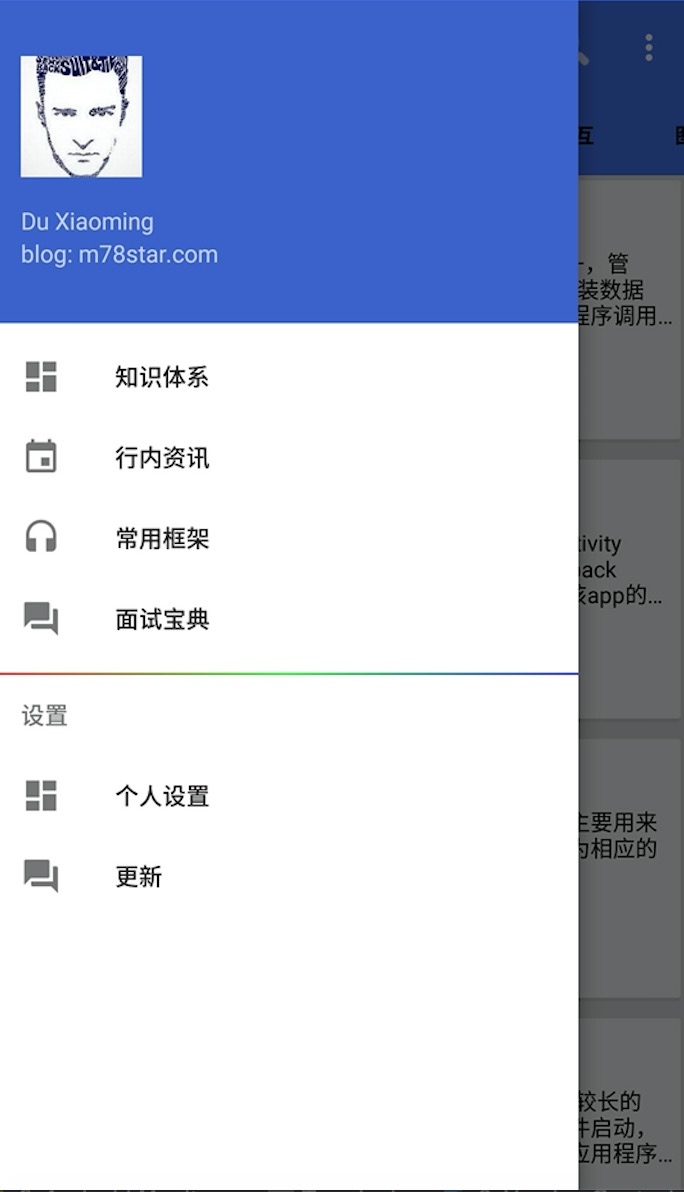 Du Xiaoming
blog: m78star.com
知识体系
行内资讯
常用框架
面试宝典
设置
个人设置
更新
互
，管
装数据
程序调用...
tivity
back
该app的...
主要用来
为相应的
较长的
件启动，
应用程序...